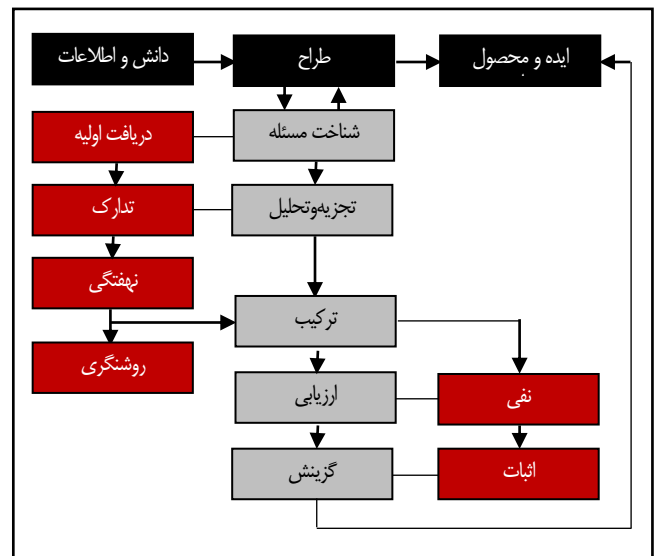 دانش و اطلاعات
طراح
ایده و محصول
شناخت مسئله
دریافت اولیه
تجزیه‌وتحلیل
تدارک
نهفتگی
ترکیب
روشنگری
ارزیابی
نفی
گزینش
اثبات